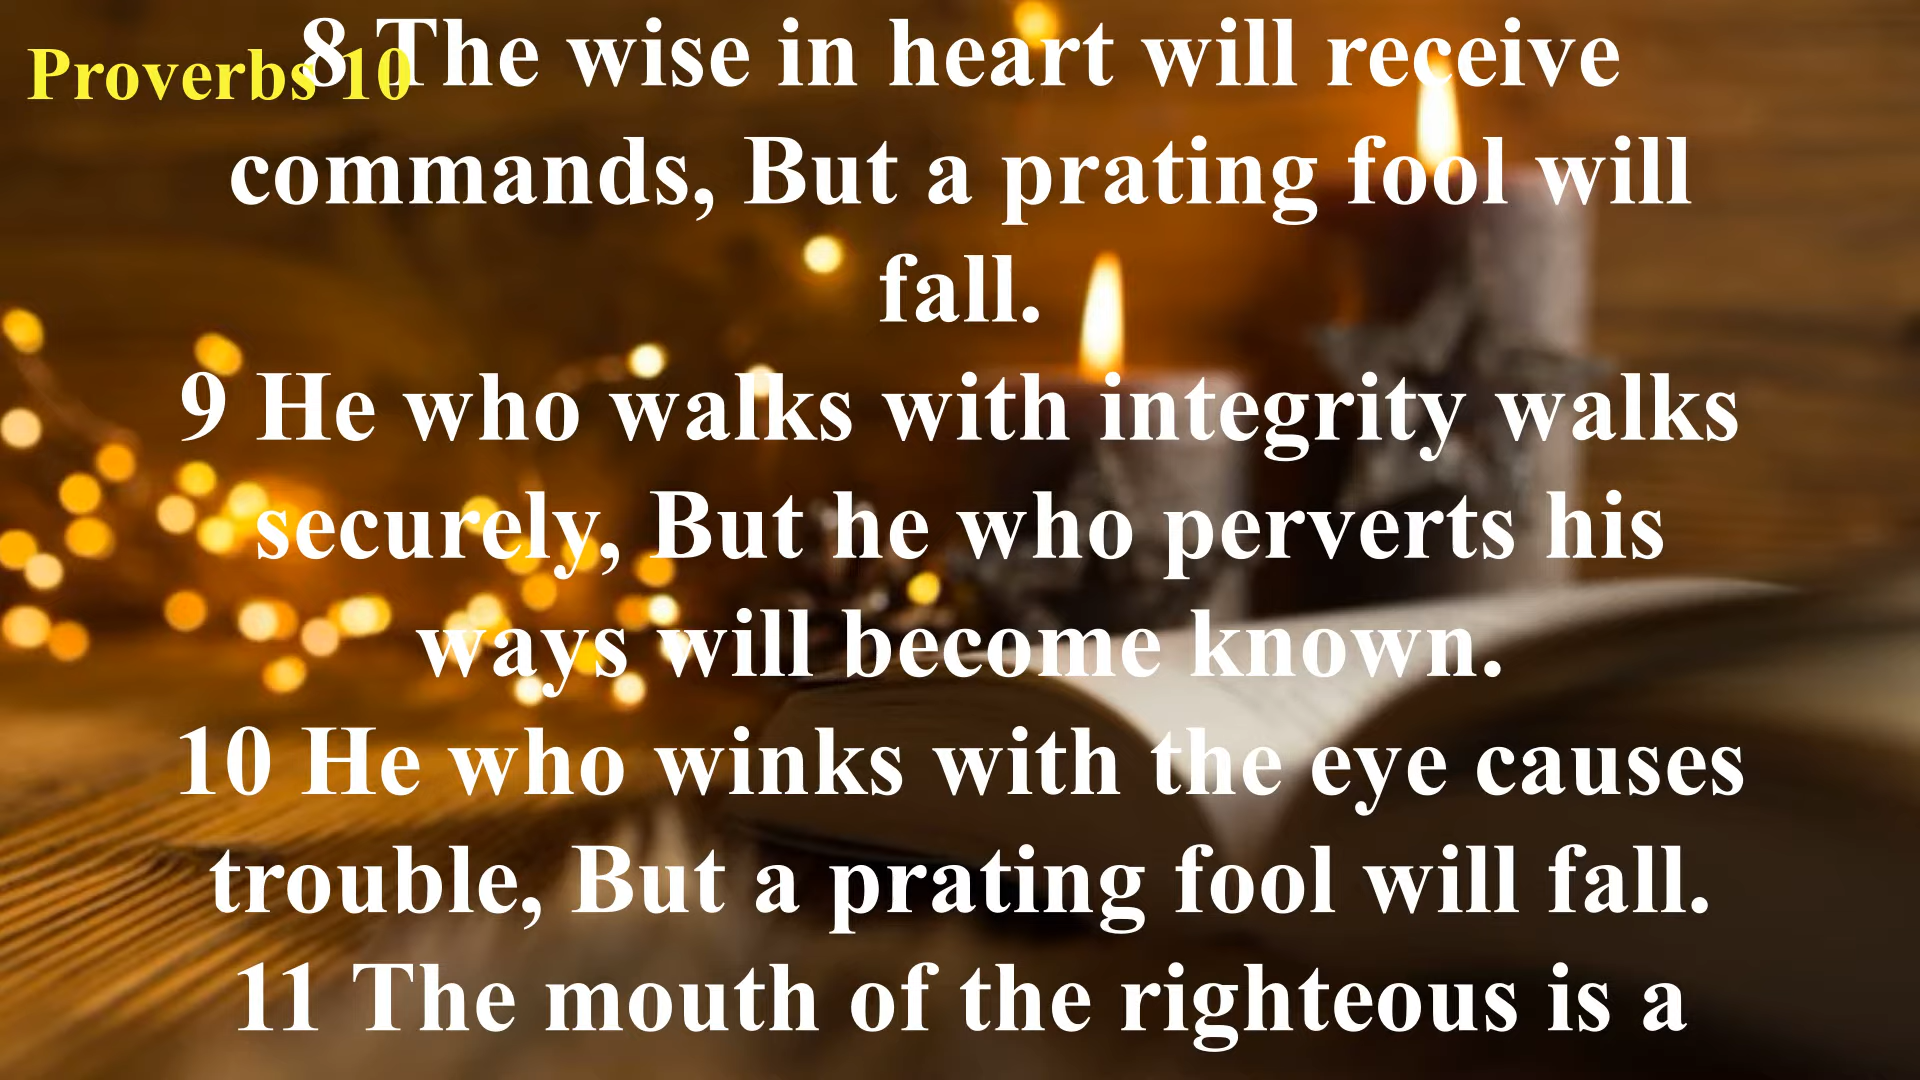 Proverbs 10
8 The wise in heart will receive
commands, But a prating fool will
fall.
9 He who walks with integrity walks
securely, But he who perverts his
ways will become known.
10 He who winks with the eye causes
trouble, But a prating fool will fall.
11 The mouth of the righteous is a